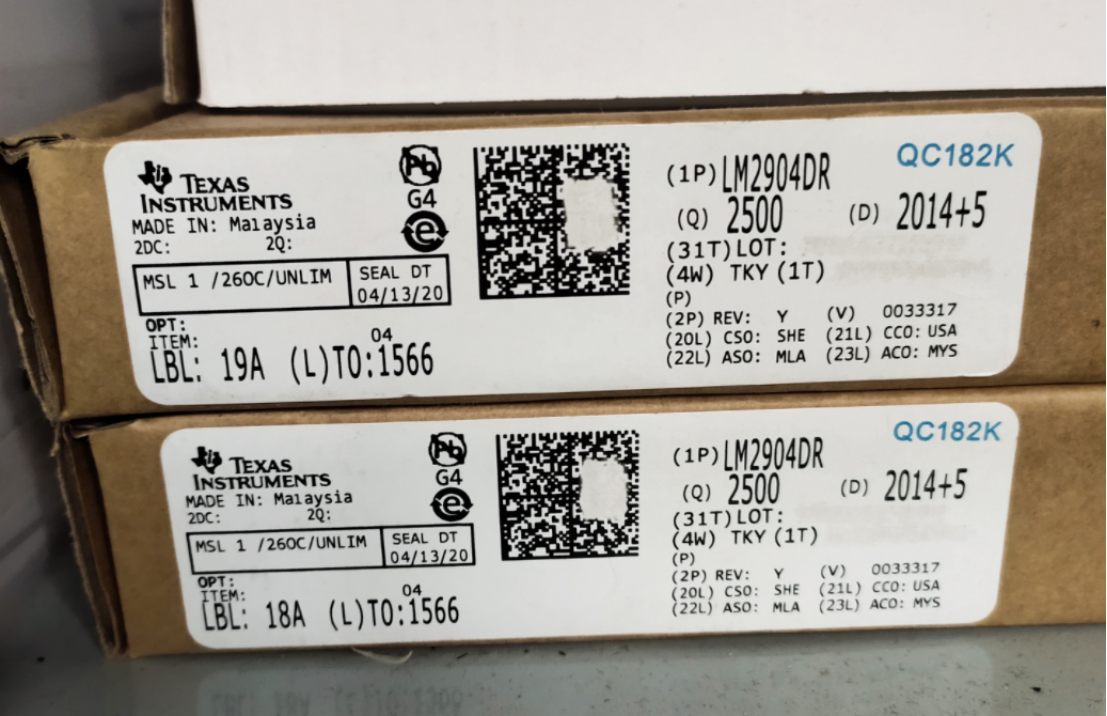 TEXAS
INSTRUMENTS
MADE IN: Malaysia
2DC: 2Q:
MSL 1 /260C/UNLIM
SEAL DT
04/13/20
OPT:
ITEM:
04
LBL: 19A (L)TO:1566
Pb
G4
e
QC182K
(1P) LM2904DR
(Q) 2500 (D) 2014+5
(31T) LOT:
(4W) TKY (1T)
(P)
(2P) REV: Y (V) 0033317
(20L) CSO: SHE (21L) CCO: USA
(22L) ASO: MLA (23L) ACO: MYS
TEXAS
INSTRUMENTS
MADE IN: Malaysia
2DC: 2Q:
MSL 1 /260C/UNLIM
SEAL DT
04/13/20
OPT:
ITEM:
04
LBL: 18A (L)TO:1566
Pb
G4
e
QC182K
(1P) LM2904DR
(Q) 2500 (D) 2014+5
(31T) LOT:
(4W) TKY (1T)
(P)
(2P) REV: Y (V) 0033317
(20L) CSO: SHE (21L) CCO: USA
(22L) ASO: MLA (23L) ACO: MYS